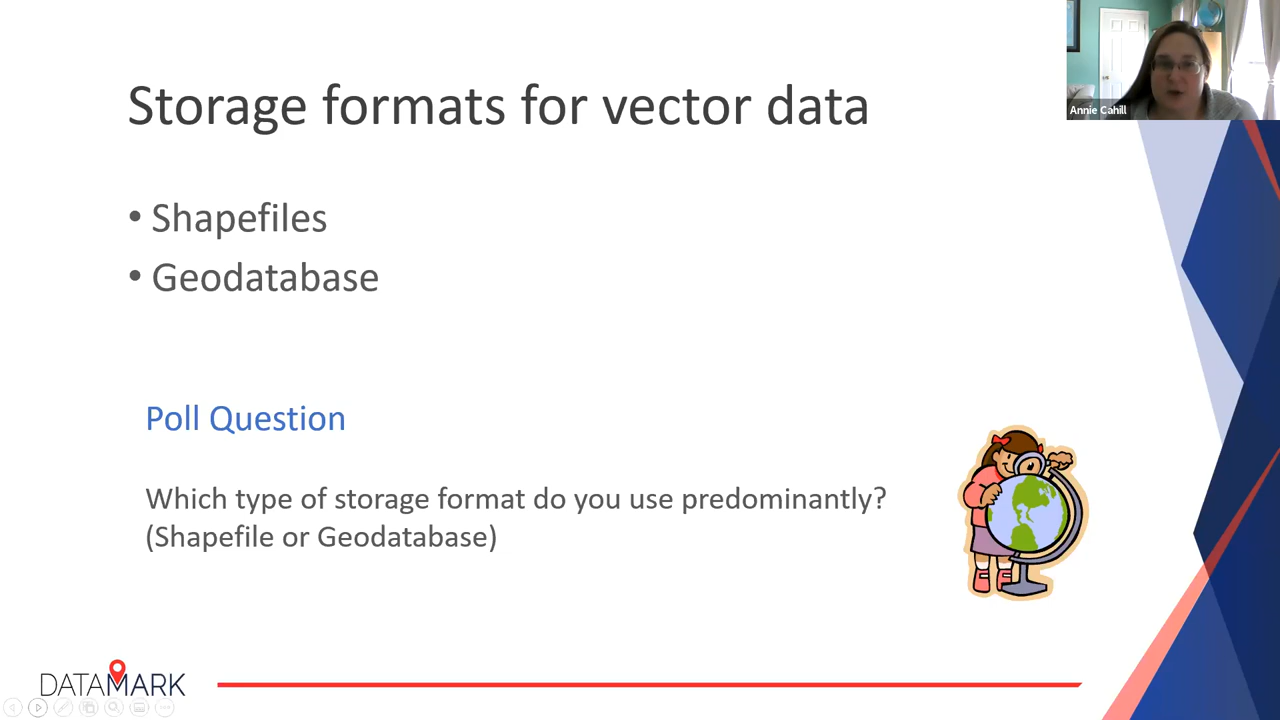 Storage formats for vector data
Annie Cahill
• Shapefiles
• Geodatabase
Poll Question
Which type of storage format do you use predominantly?
(Shapefile or Geodatabase)
DATAMARK